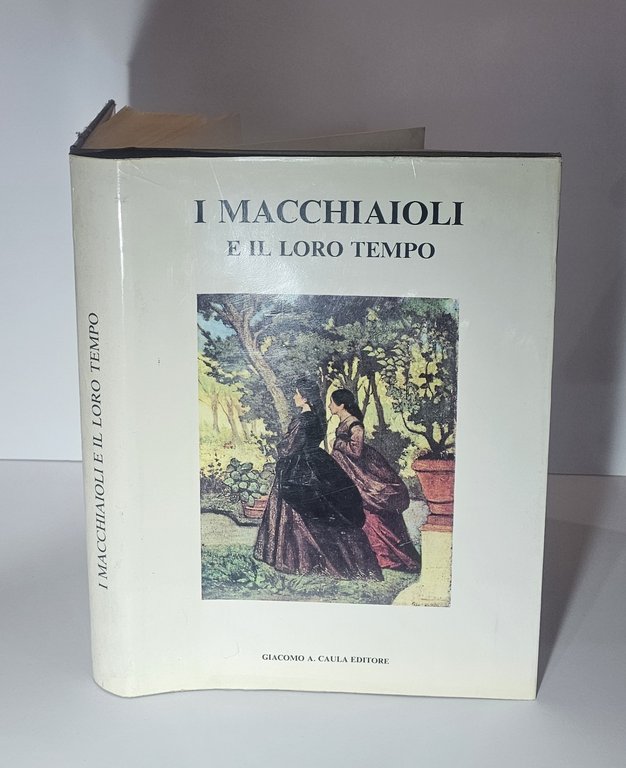 I MACCHIAIOLI
E IL LORO TEMPO
GIACOMO A. CAULA EDITORE
I MACCHIAIOLI E IL LORO TEMPO